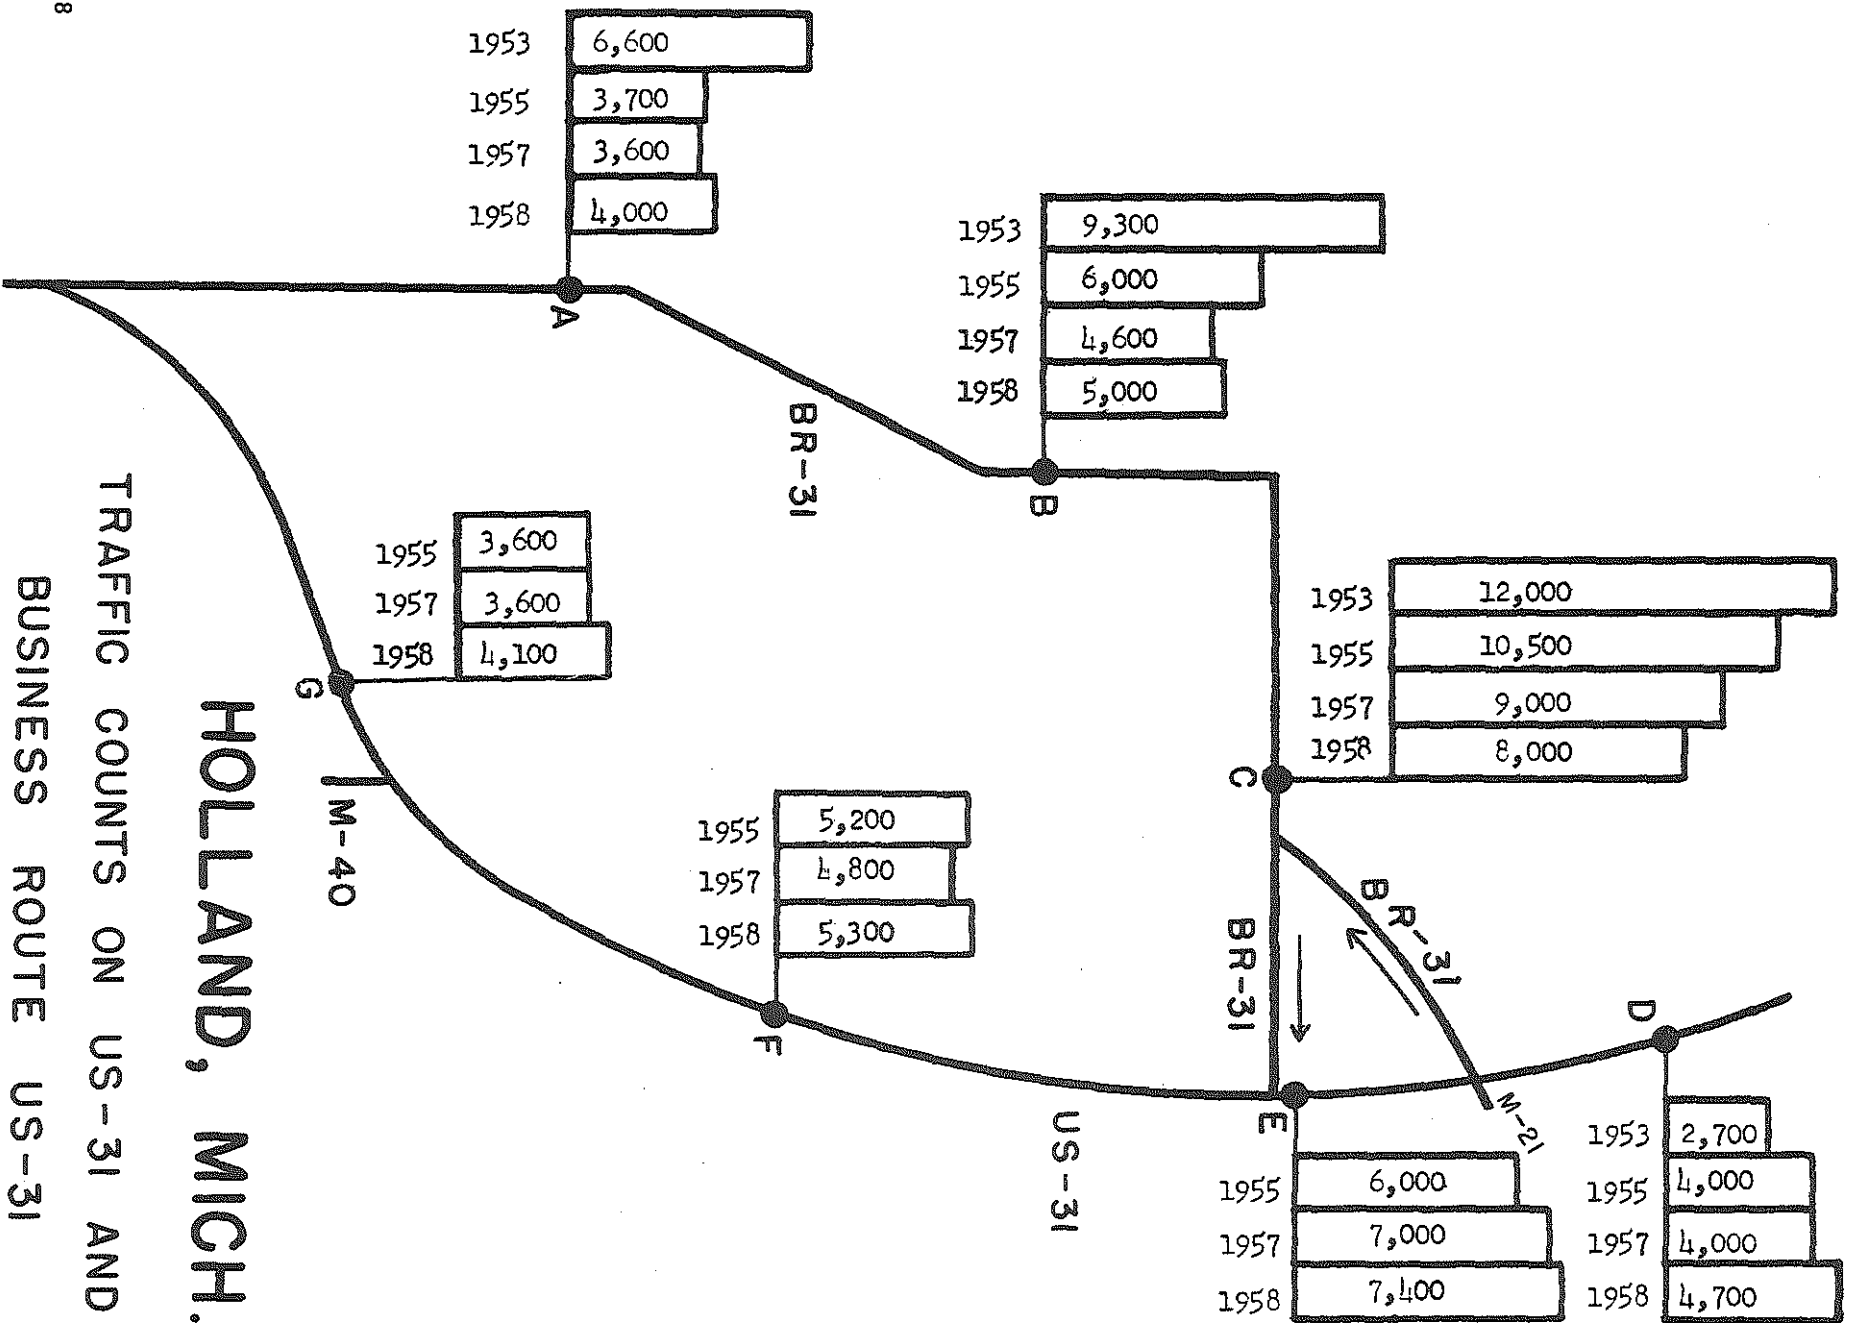 8
1953 6,600
1955 3,700
1957 3,600
1958 4,000
A
1953 9,300
1955 6,000
1957 4,600
1958 5,000
B
BR-31
1953 12,000
1955 10,500
1957 9,000
1958 8,000
C
BR-31
BR-31
M-21
D
1953 2,700
1955 4,000
1957 4,000
1958 4,700
E
1955 6,000
1957 7,000
1958 7,400
US-31
1955 5,200
1957 4,800
1958 5,300
F
1955 3,600
1957 3,600
1958 4,100
G
M-40
HOLLAND, MICH.
TRAFFIC COUNTS ON US-31 AND
BUSINESS ROUTE US-31